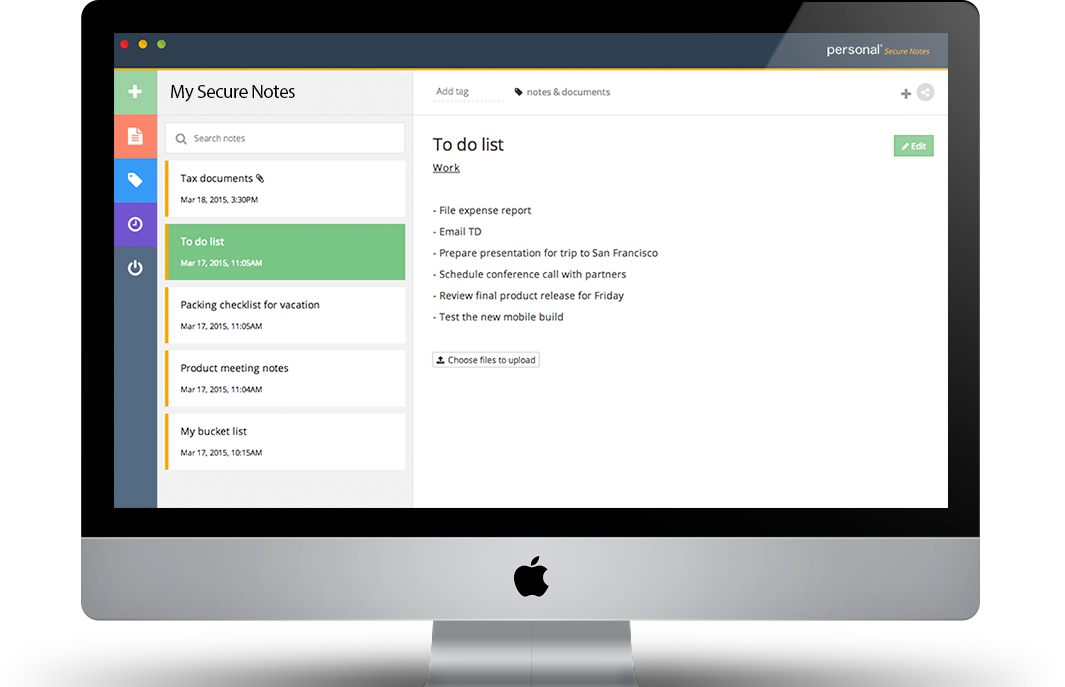 personal® Secure Notes
My Secure Notes
Add tag
notes & documents
Search notes
Tax documents
Mar 18, 2015, 3:30PM
To do list
Mar 17, 2015, 11:05AM
Packing checklist for vacation
Mar 17, 2015, 11:05AM
Product meeting notes
Mar 17, 2015, 11:04AM
My bucket list
Mar 17, 2015, 10:15AM
To do list
Edit
Work
- File expense report
- Email TD
- Prepare presentation for trip to San Francisco
- Schedule conference call with partners
- Review final product release for Friday
- Test the new mobile build
Choose files to upload